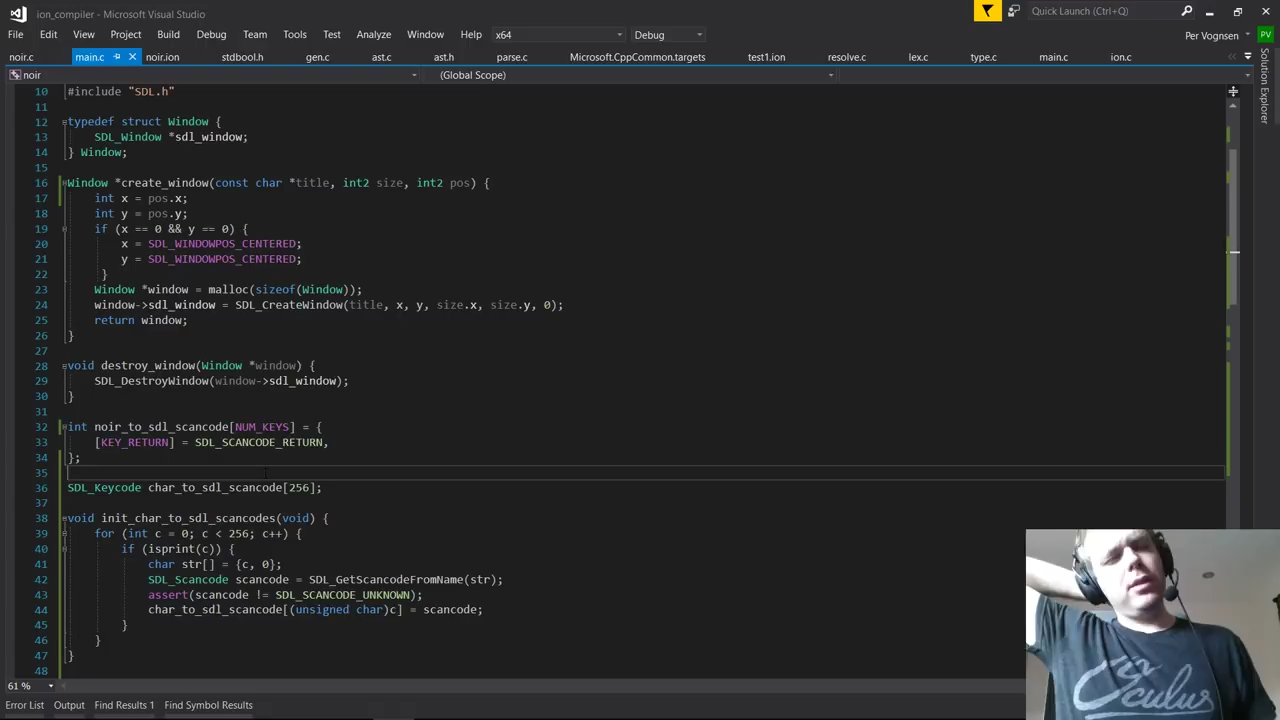 ion_compiler - Microsoft Visual Studio
Quick Launch (Ctrl+Q)
File Edit View Project Build Debug Team Tools Test Analyze Window Help x64 Debug Per Vognsen PV
noir.c main.c noir.ion stdbool.h gen.c ast.c ast.h parse.c Microsoft.CppCommon.targets test1.ion resolve.c lex.c type.c main.c ion.c
noir (Global Scope)
Solution Explorer
10 #include "SDL.h"
11
12 typedef struct Window {
13 SDL_Window *sdl_window;
14 } Window;
15
16 Window *create_window(const char *title, int2 size, int2 pos) {
17 int x = pos.x;
18 int y = pos.y;
19 if (x == 0 && y == 0) {
20 x = SDL_WINDOWPOS_CENTERED;
21 y = SDL_WINDOWPOS_CENTERED;
22 }
23 Window *window = malloc(sizeof(Window));
24 window->sdl_window = SDL_CreateWindow(title, x, y, size.x, size.y, 0);
25 return window;
26 }
27
28 void destroy_window(Window *window) {
29 SDL_DestroyWindow(window->sdl_window);
30 }
31
32 int noir_to_sdl_scancode[NUM_KEYS] = {
33 [KEY_RETURN] = SDL_SCANCODE_RETURN,
34 };
35
36 SDL_Keycode char_to_sdl_scancode[256];
37
38 void init_char_to_sdl_scancodes(void) {
39 for (int c = 0; c < 256; c++) {
40 if (isprint(c)) {
41 char str[] = {c, 0};
42 SDL_Scancode scancode = SDL_GetScancodeFromName(str);
43 assert(scancode != SDL_SCANCODE_UNKNOWN);
44 char_to_sdl_scancode[(unsigned char)c] = scancode;
45 }
46 }
47 }
48
61 %
Error List Output Find Results 1 Find Symbol Results
Oculus